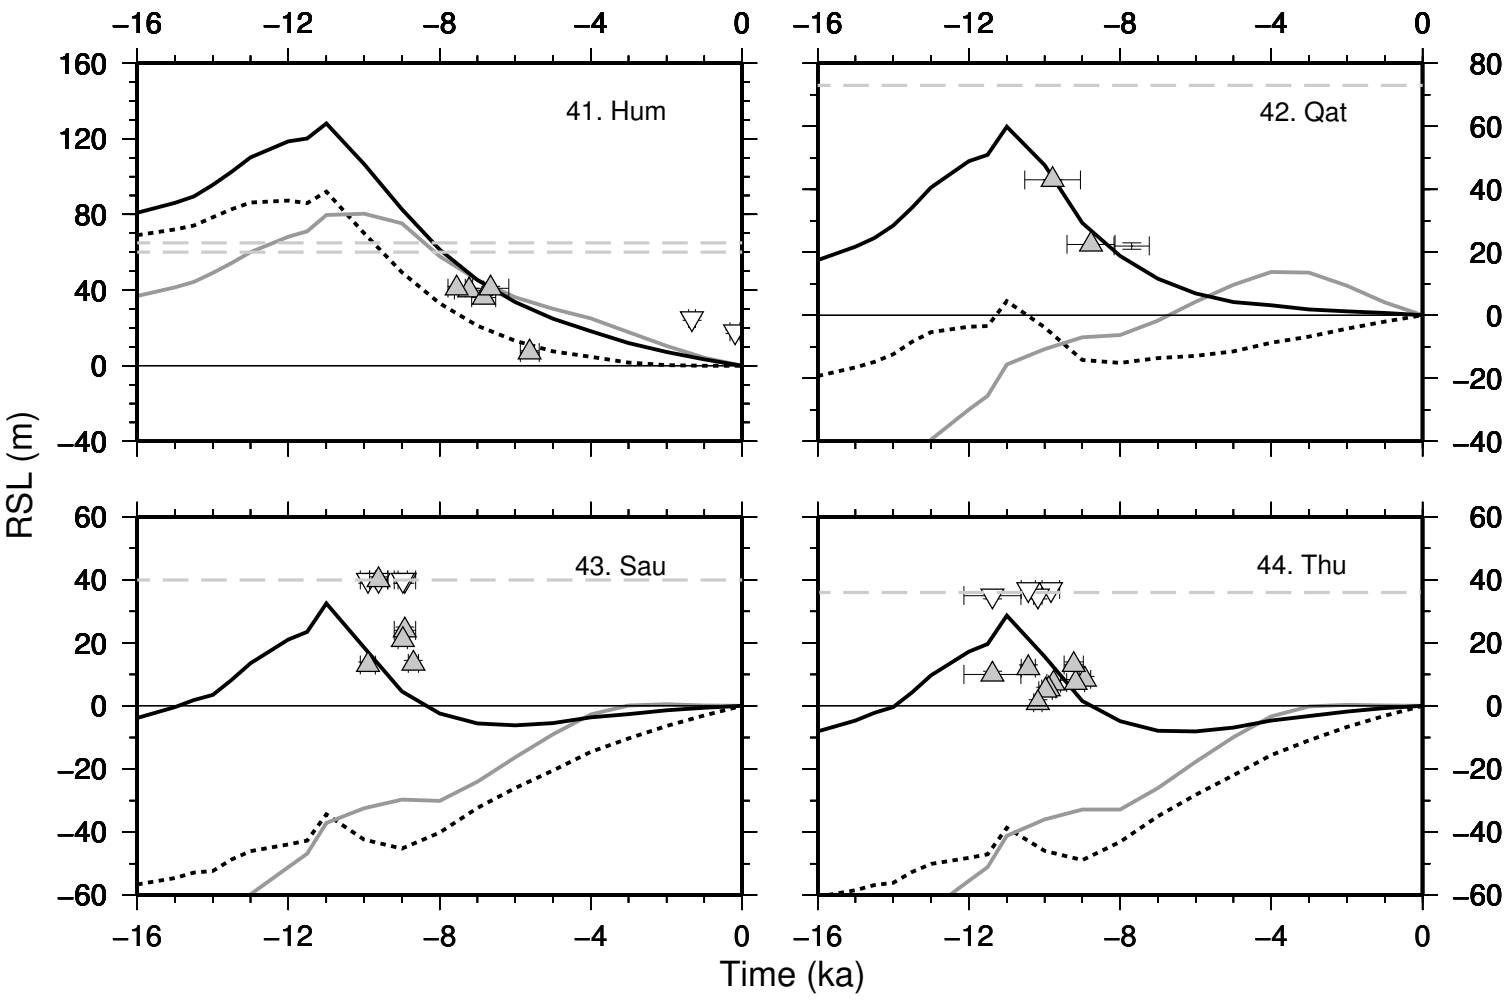 −16 −12 −8 −4 0 −16 −12 −8 −4 0
160 80
41. Hum 42. Qat
120 60
40
80 20
40 0
0 −20
−40 −40
RSL (m)
60 60
43. Sau 44. Thu
40 40
20 20
0 0
−20 −20
−40 −40
−60 −60
−16 −12 −8 −4 0 −16 −12 −8 −4 0
Time (ka)